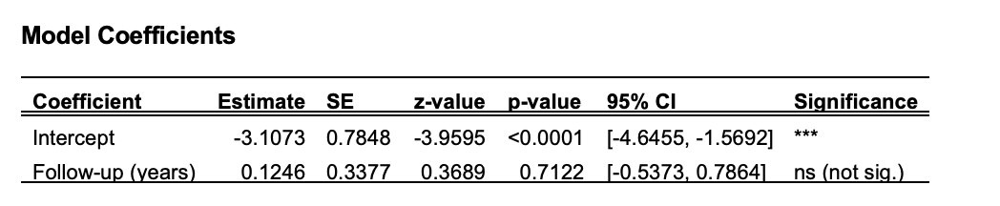 Model Coefficients
Coefficient Estimate SE z-value p-value 95% CI Significance
Intercept -3.1073 0.7848 -3.9595 <0.0001 [-4.6455, -1.5692] ***
Follow-up (years) 0.1246 0.3377 0.3689 0.7122 [-0.5373, 0.7864] ns (not sig.)